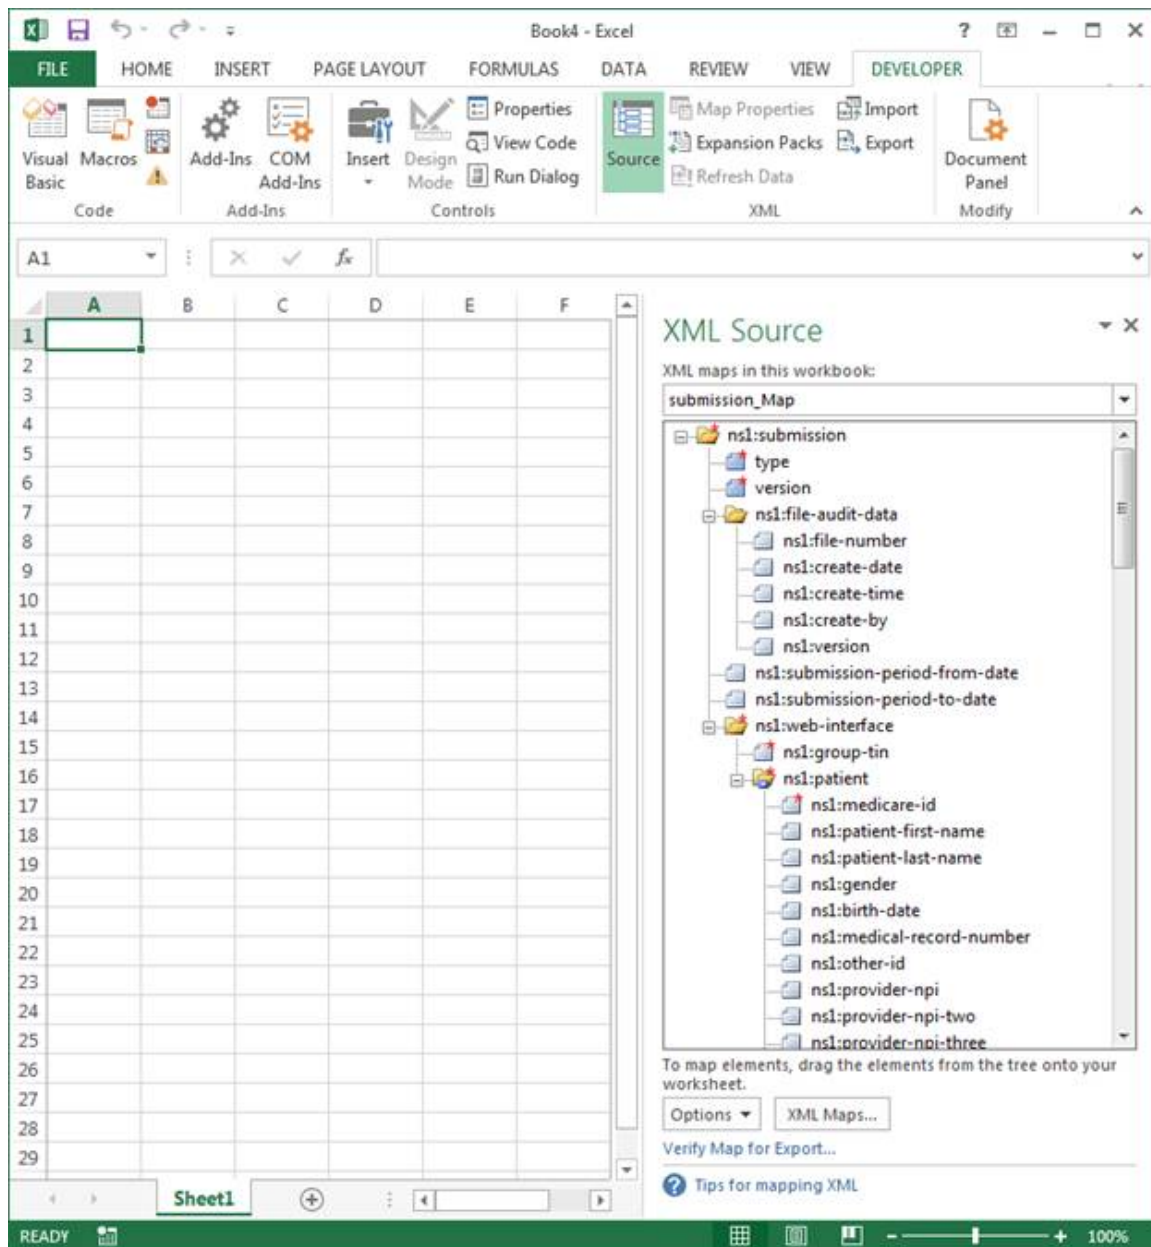 Book4 - Excel
FILE HOME INSERT PAGE LAYOUT FORMULAS DATA REVIEW VIEW DEVELOPER
Visual Basic
Macros
Code
Add-Ins
COM Add-Ins
Add-Ins
Insert
Design Mode
Properties
View Code
Run Dialog
Controls
Source
Map Properties
Expansion Packs
Refresh Data
Import
Export
XML
Document Panel
Modify
A1
fx
A B C D E F
1
2
3
4
5
6
7
8
9
10
11
12
13
14
15
16
17
18
19
20
21
22
23
24
25
26
27
28
29
Sheet1
XML Source
XML maps in this workbook:
submission_Map
ns1:submission
type
version
ns1:file-audit-data
ns1:file-number
ns1:create-date
ns1:create-time
ns1:create-by
ns1:version
ns1:submission-period-from-date
ns1:submission-period-to-date
ns1:web-interface
ns1:group-tin
ns1:patient
ns1:medicare-id
ns1:patient-first-name
ns1:patient-last-name
ns1:gender
ns1:birth-date
ns1:medical-record-number
ns1:other-id
ns1:provider-npi
ns1:provider-npi-two
ns1:provider-npi-three
To map elements, drag the elements from the tree onto your
worksheet.
Options
XML Maps...
Verify Map for Export...
Tips for mapping XML
READY
100%